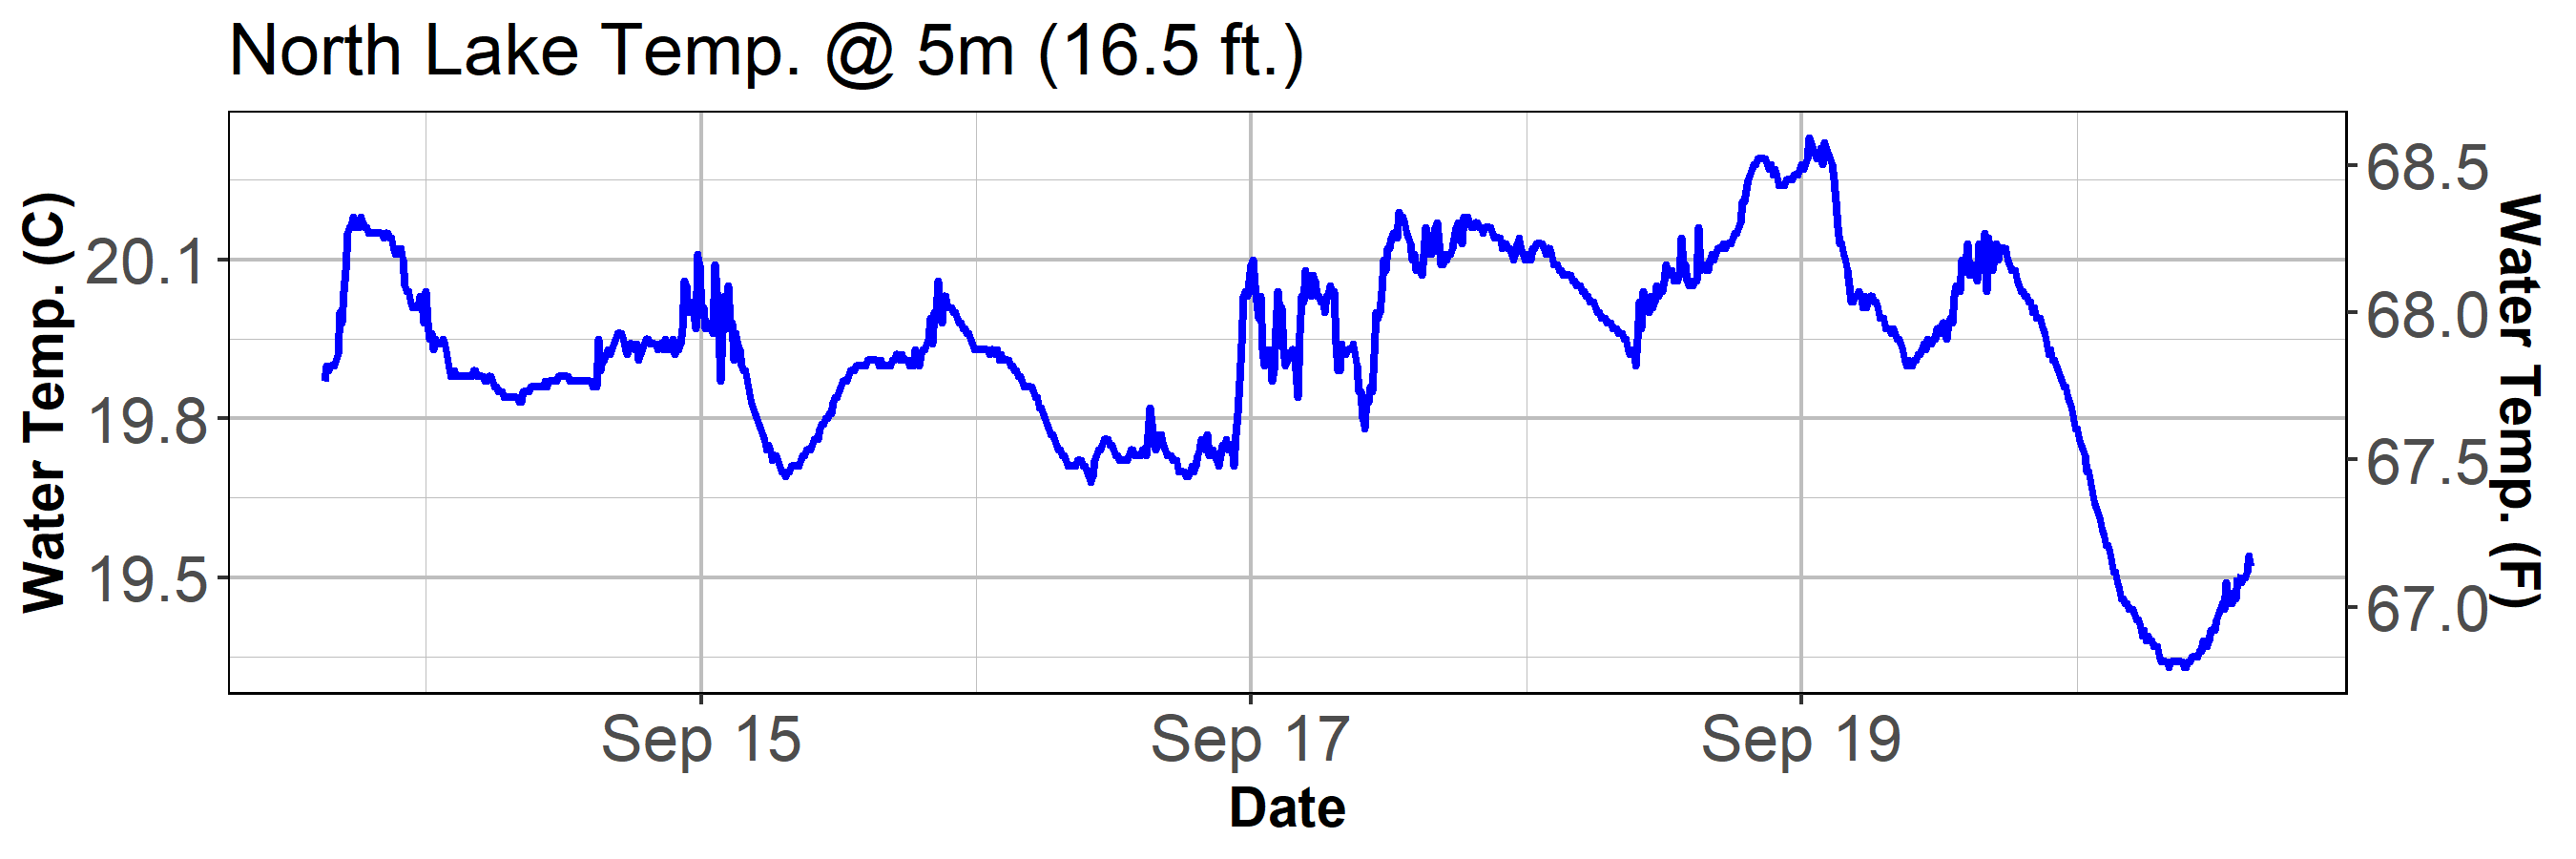 North Lake Temp. @ 5m (16.5 ft.)
Water Temp. (C)
20.1
19.8
19.5
68.5
68.0
67.5
67.0
Water Temp. (F)
Sep 15 Sep 17 Sep 19
Date